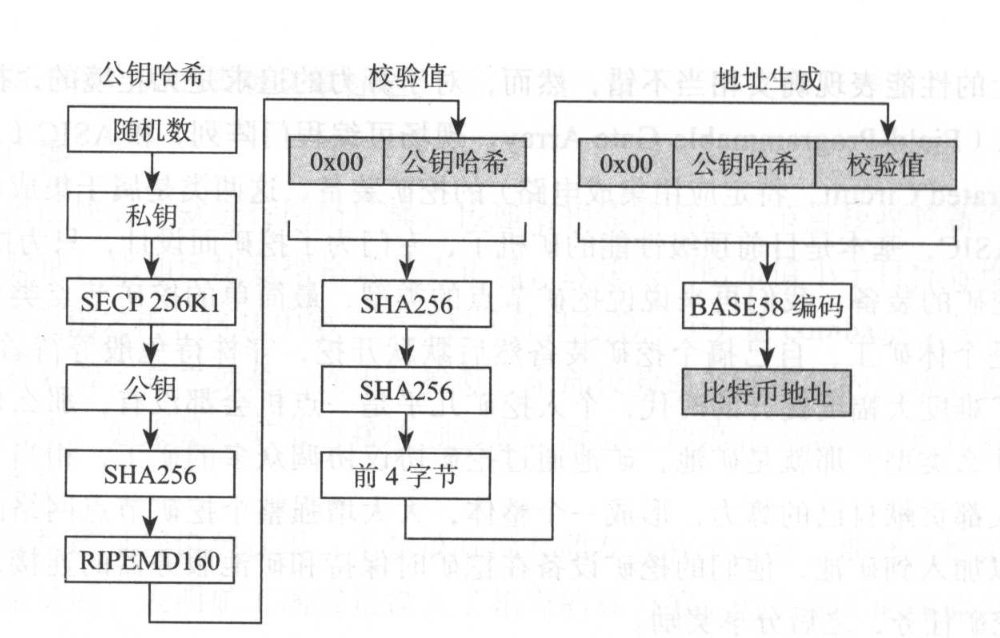 公钥哈希
随机数
私钥
SECP 256K1
公钥
SHA256
RIPEMD160
校验值
0x00 公钥哈希
SHA256
SHA256
前 4 字节
地址生成
0x00 公钥哈希 校验值
BASE58 编码
比特币地址